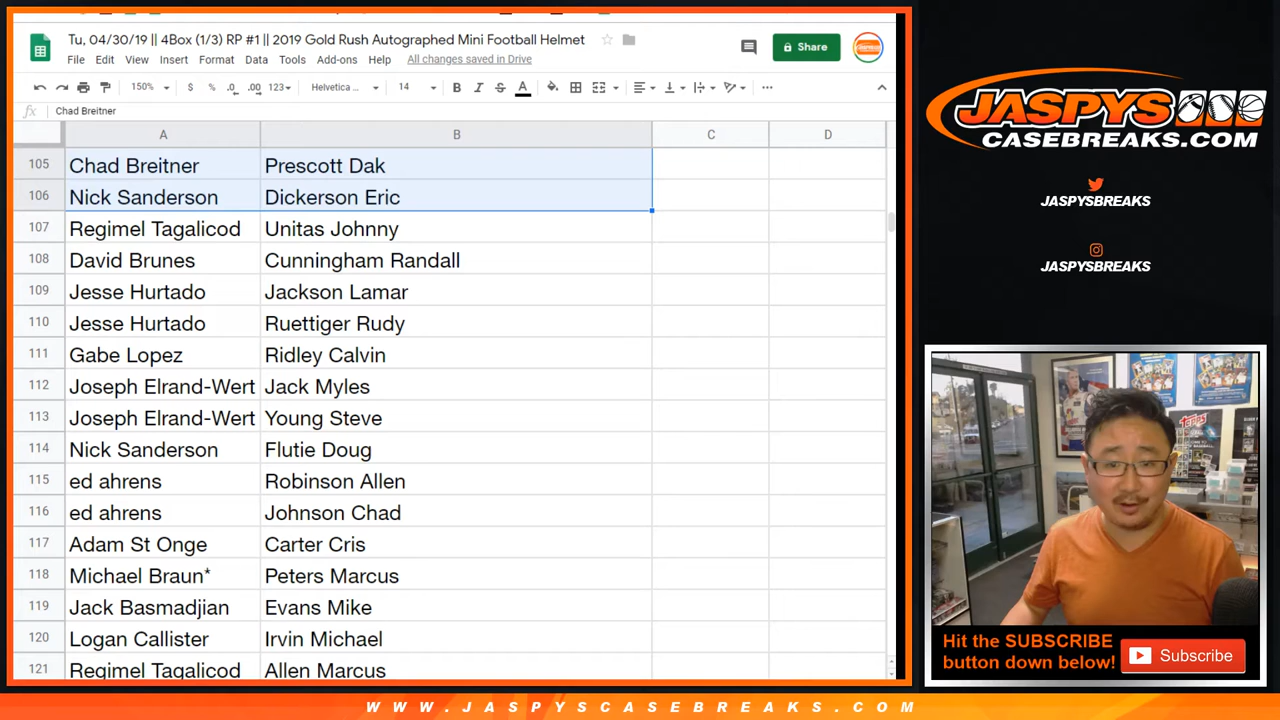 Tu, 04/30/19 || 4Box (1/3) RP #1 || 2019 Gold Rush Autographed Mini Football Helmet
Share
File Edit View Insert Format Data Tools Add-ons Help All changes saved in Drive
150% $ % .0 .00 123 Helvetica ... 14 B I S A
fx Chad Breitner
A B C D
105 Chad Breitner Prescott Dak
106 Nick Sanderson Dickerson Eric
107 Regimel Tagalicod Unitas Johnny
108 David Brunes Cunningham Randall
109 Jesse Hurtado Jackson Lamar
110 Jesse Hurtado Ruettiger Rudy
111 Gabe Lopez Ridley Calvin
112 Joseph Elrand-Wert Jack Myles
113 Joseph Elrand-Wert Young Steve
114 Nick Sanderson Flutie Doug
115 ed ahrens Robinson Allen
116 ed ahrens Johnson Chad
117 Adam St Onge Carter Cris
118 Michael Braun* Peters Marcus
119 Jack Basmadjian Evans Mike
120 Logan Callister Irvin Michael
121 Regimel Tagalicod Allen Marcus
JASPYS
CASEBREAKS.COM
JASPYSBREAKS
JASPYSBREAKS
TOPPS
Hit the SUBSCRIBE
button down below!
Subscribe
WWW.JASPYSCASEBREAKS.COM